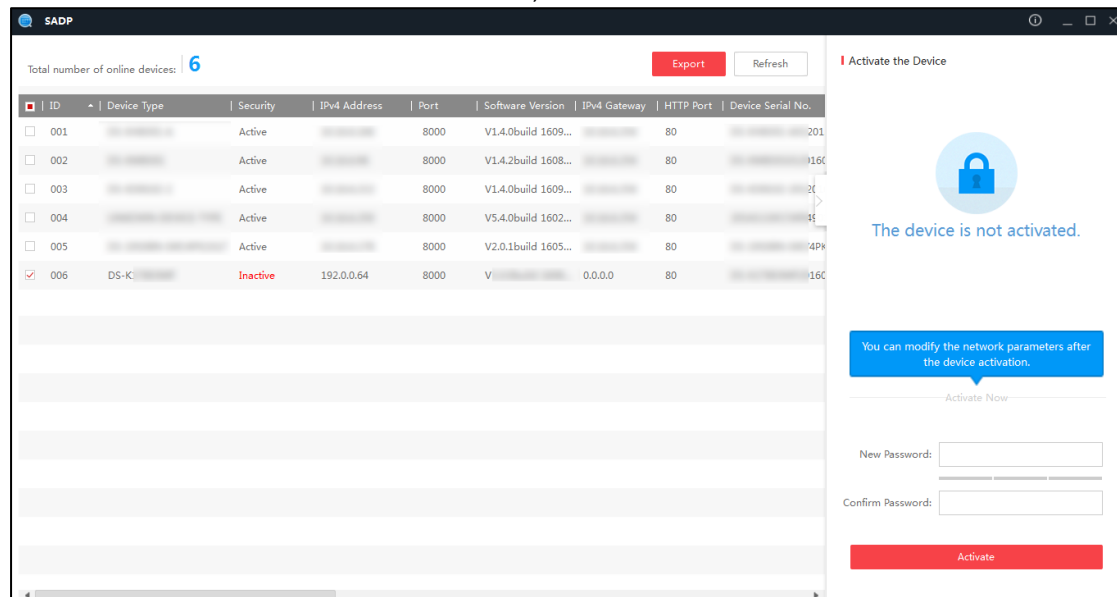 SADP
Total number of online devices: 6
Export
Refresh
ID | Device Type | Security | IPv4 Address | Port | Software Version | IPv4 Gateway | HTTP Port | Device Serial No.
001 Active 8000 V1.4.0build 1609... 80 201
002 Active 8000 V1.4.2build 1608... 80 160
003 Active 8000 V1.4.0build 1609... 80
004 Active 8000 V5.4.0build 1602... 80
005 Active 8000 V2.0.1build 1605... 80 4PK
006 DS-K Inactive 192.0.0.64 8000 V 0.0.0.0 80 160
Activate the Device
The device is not activated.
You can modify the network parameters after
the device activation.
Activate Now
New Password:
Confirm Password:
Activate